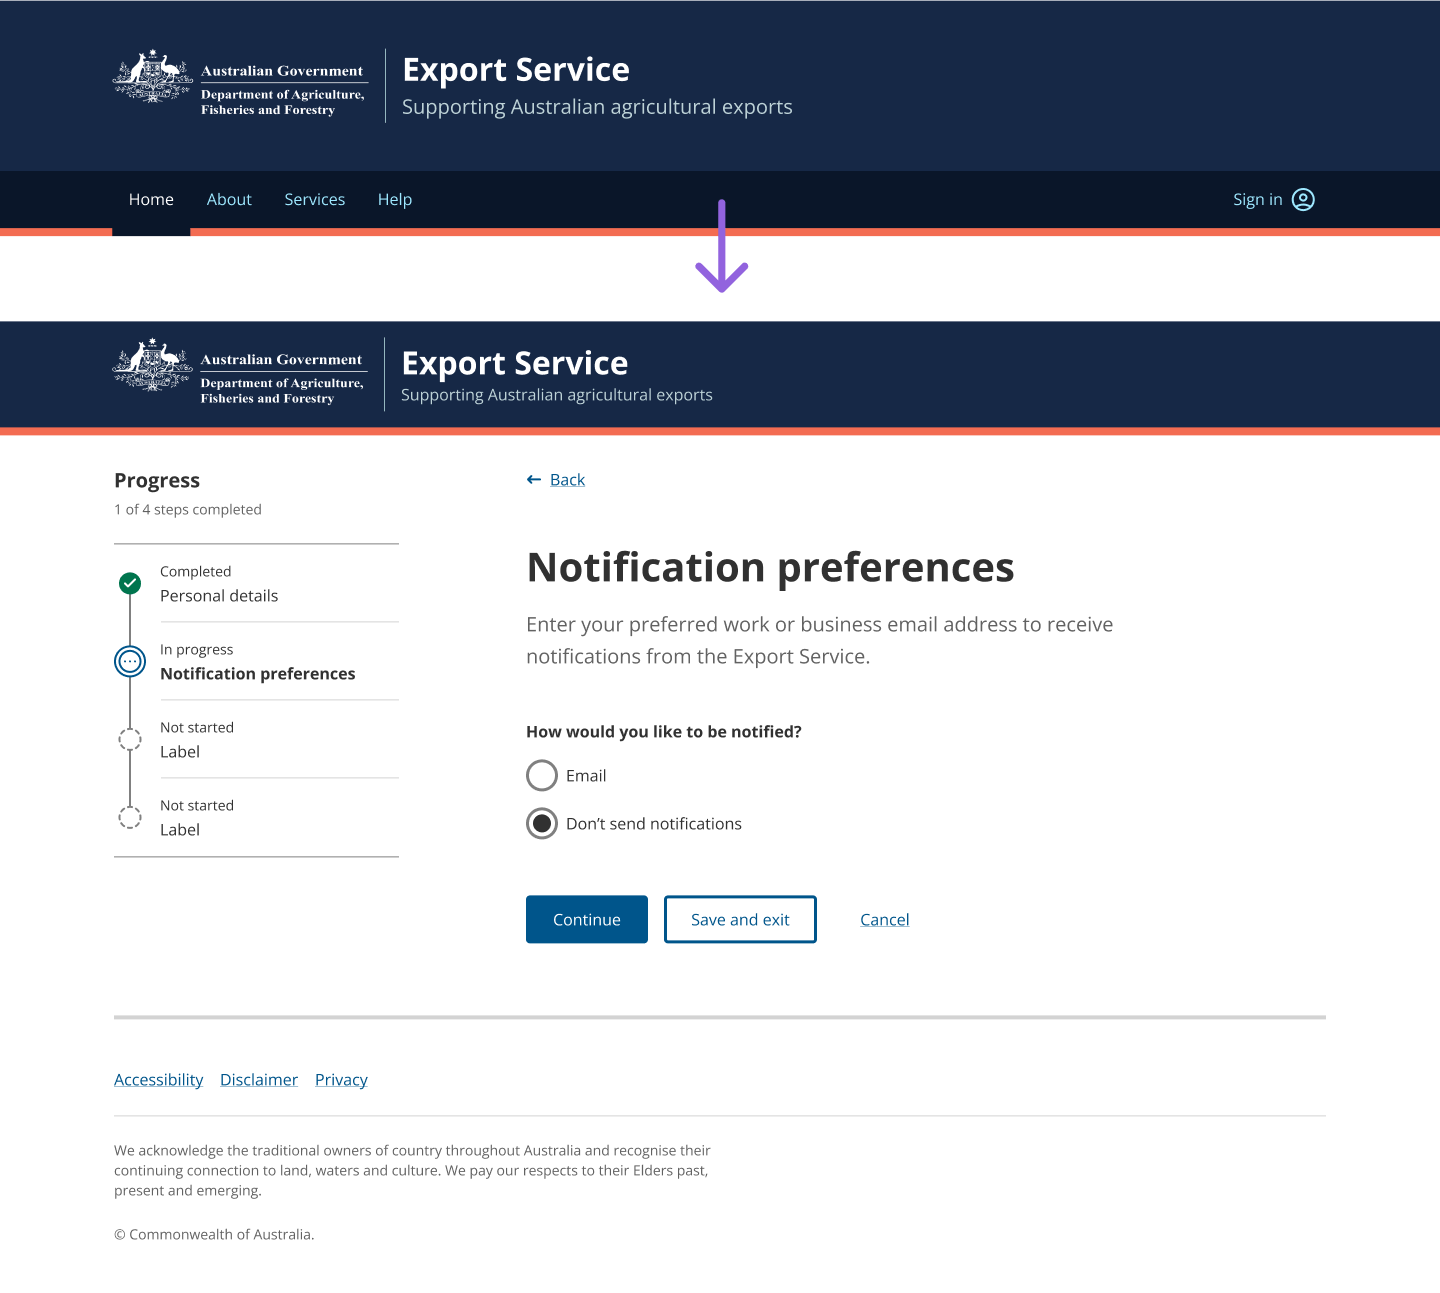 Australian Government
Department of Agriculture,
Fisheries and Forestry
Export Service
Supporting Australian agricultural exports
Home About Services Help Sign in
Australian Government
Department of Agriculture,
Fisheries and Forestry
Export Service
Supporting Australian agricultural exports
Progress
1 of 4 steps completed
Completed
Personal details
In progress
Notification preferences
Not started
Label
Not started
Label
Back
Notification preferences
Enter your preferred work or business email address to receive
notifications from the Export Service.
How would you like to be notified?
Email
Don’t send notifications
Continue Save and exit Cancel
Accessibility Disclaimer Privacy
We acknowledge the traditional owners of country throughout Australia and recognise their
continuing connection to land, waters and culture. We pay our respects to their Elders past,
present and emerging.
© Commonwealth of Australia.